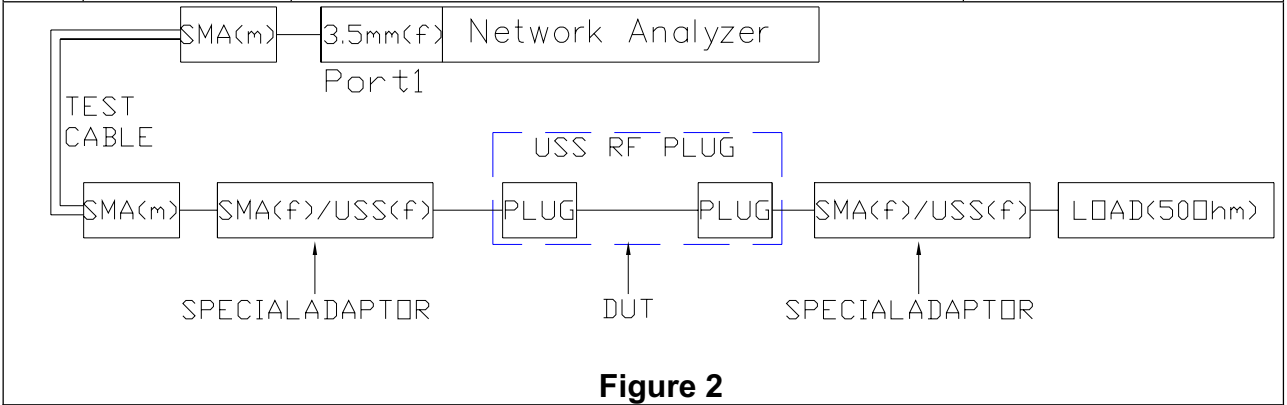 SMA(m)
3.5mm(f)
Network Analyzer
Port1
TEST
CABLE
USS RF PLUG
SMA(m)
SMA(f)/USS(f)
PLUG
PLUG
SMA(f)/USS(f)
LOAD(50Ohm)
SPECIALADAPTOR
DUT
SPECIALADAPTOR
Figure 2